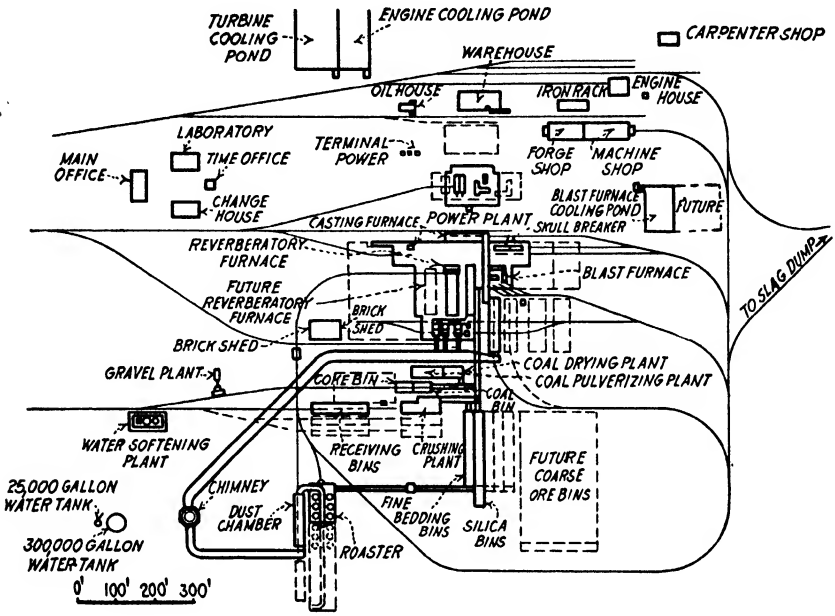 TURBINE
COOLING
POND
ENGINE COOLING POND
CARPENTER SHOP
WAREHOUSE
OIL HOUSE
IRON RACK
ENGINE
HOUSE
LABORATORY
TERMINAL
POWER
FORGE
SHOP
MACHINE
SHOP
MAIN
OFFICE
TIME OFFICE
CHANGE
HOUSE
BLAST FURNACE
COOLING POND
FUTURE
POWER PLANT
CASTING FURNACE
SKULL BREAKER
REVERBERATORY
FURNACE
BLAST FURNACE
FUTURE
REVERBERATORY
FURNACE
TO SLAG DUMP
BRICK
SHED
BRICK SHED
GRAVEL PLANT
COAL DRYING PLANT
COAL PULVERIZING PLANT
COKE BIN
COAL
BIN
WATER SOFTENING
PLANT
RECEIVING
BINS
CRUSHING
PLANT
FUTURE
COARSE
ORE BINS
25,000 GALLON
WATER TANK
CHIMNEY
DUST
CHAMBER
FINE
BEDDING
BINS
SILICA
BINS
300,000 GALLON
WATER TANK
ROASTER
0' 100' 200' 300'